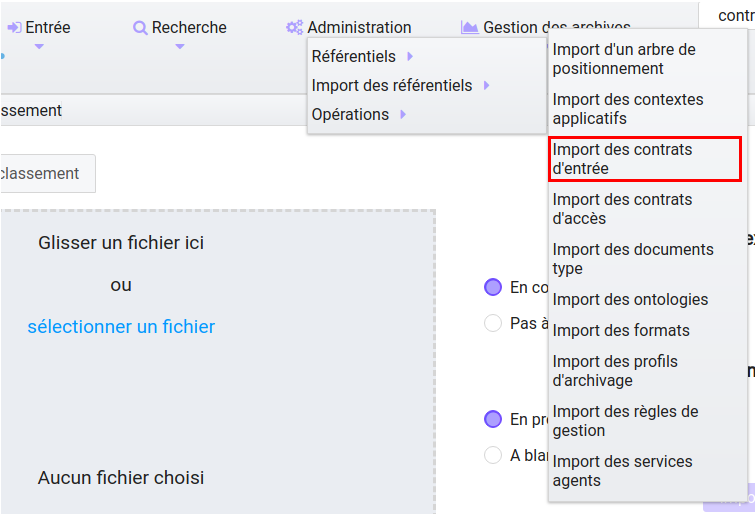 Entrée
Recherche
Administration
Gestion des archives
contr
Référentiels
Import des référentiels
Opérations
Import d'un arbre de
positionnement
Import des contextes
applicatifs
Import des contrats
d'entrée
Import des contrats
d'accès
Import des documents
type
Import des ontologies
Import des formats
Import des profils
d'archivage
Import des règles de
gestion
Import des services
agents
ssement
classement
Glisser un fichier ici
ou
sélectionner un fichier
Aucun fichier choisi
En co
Pas à
En pr
A blan